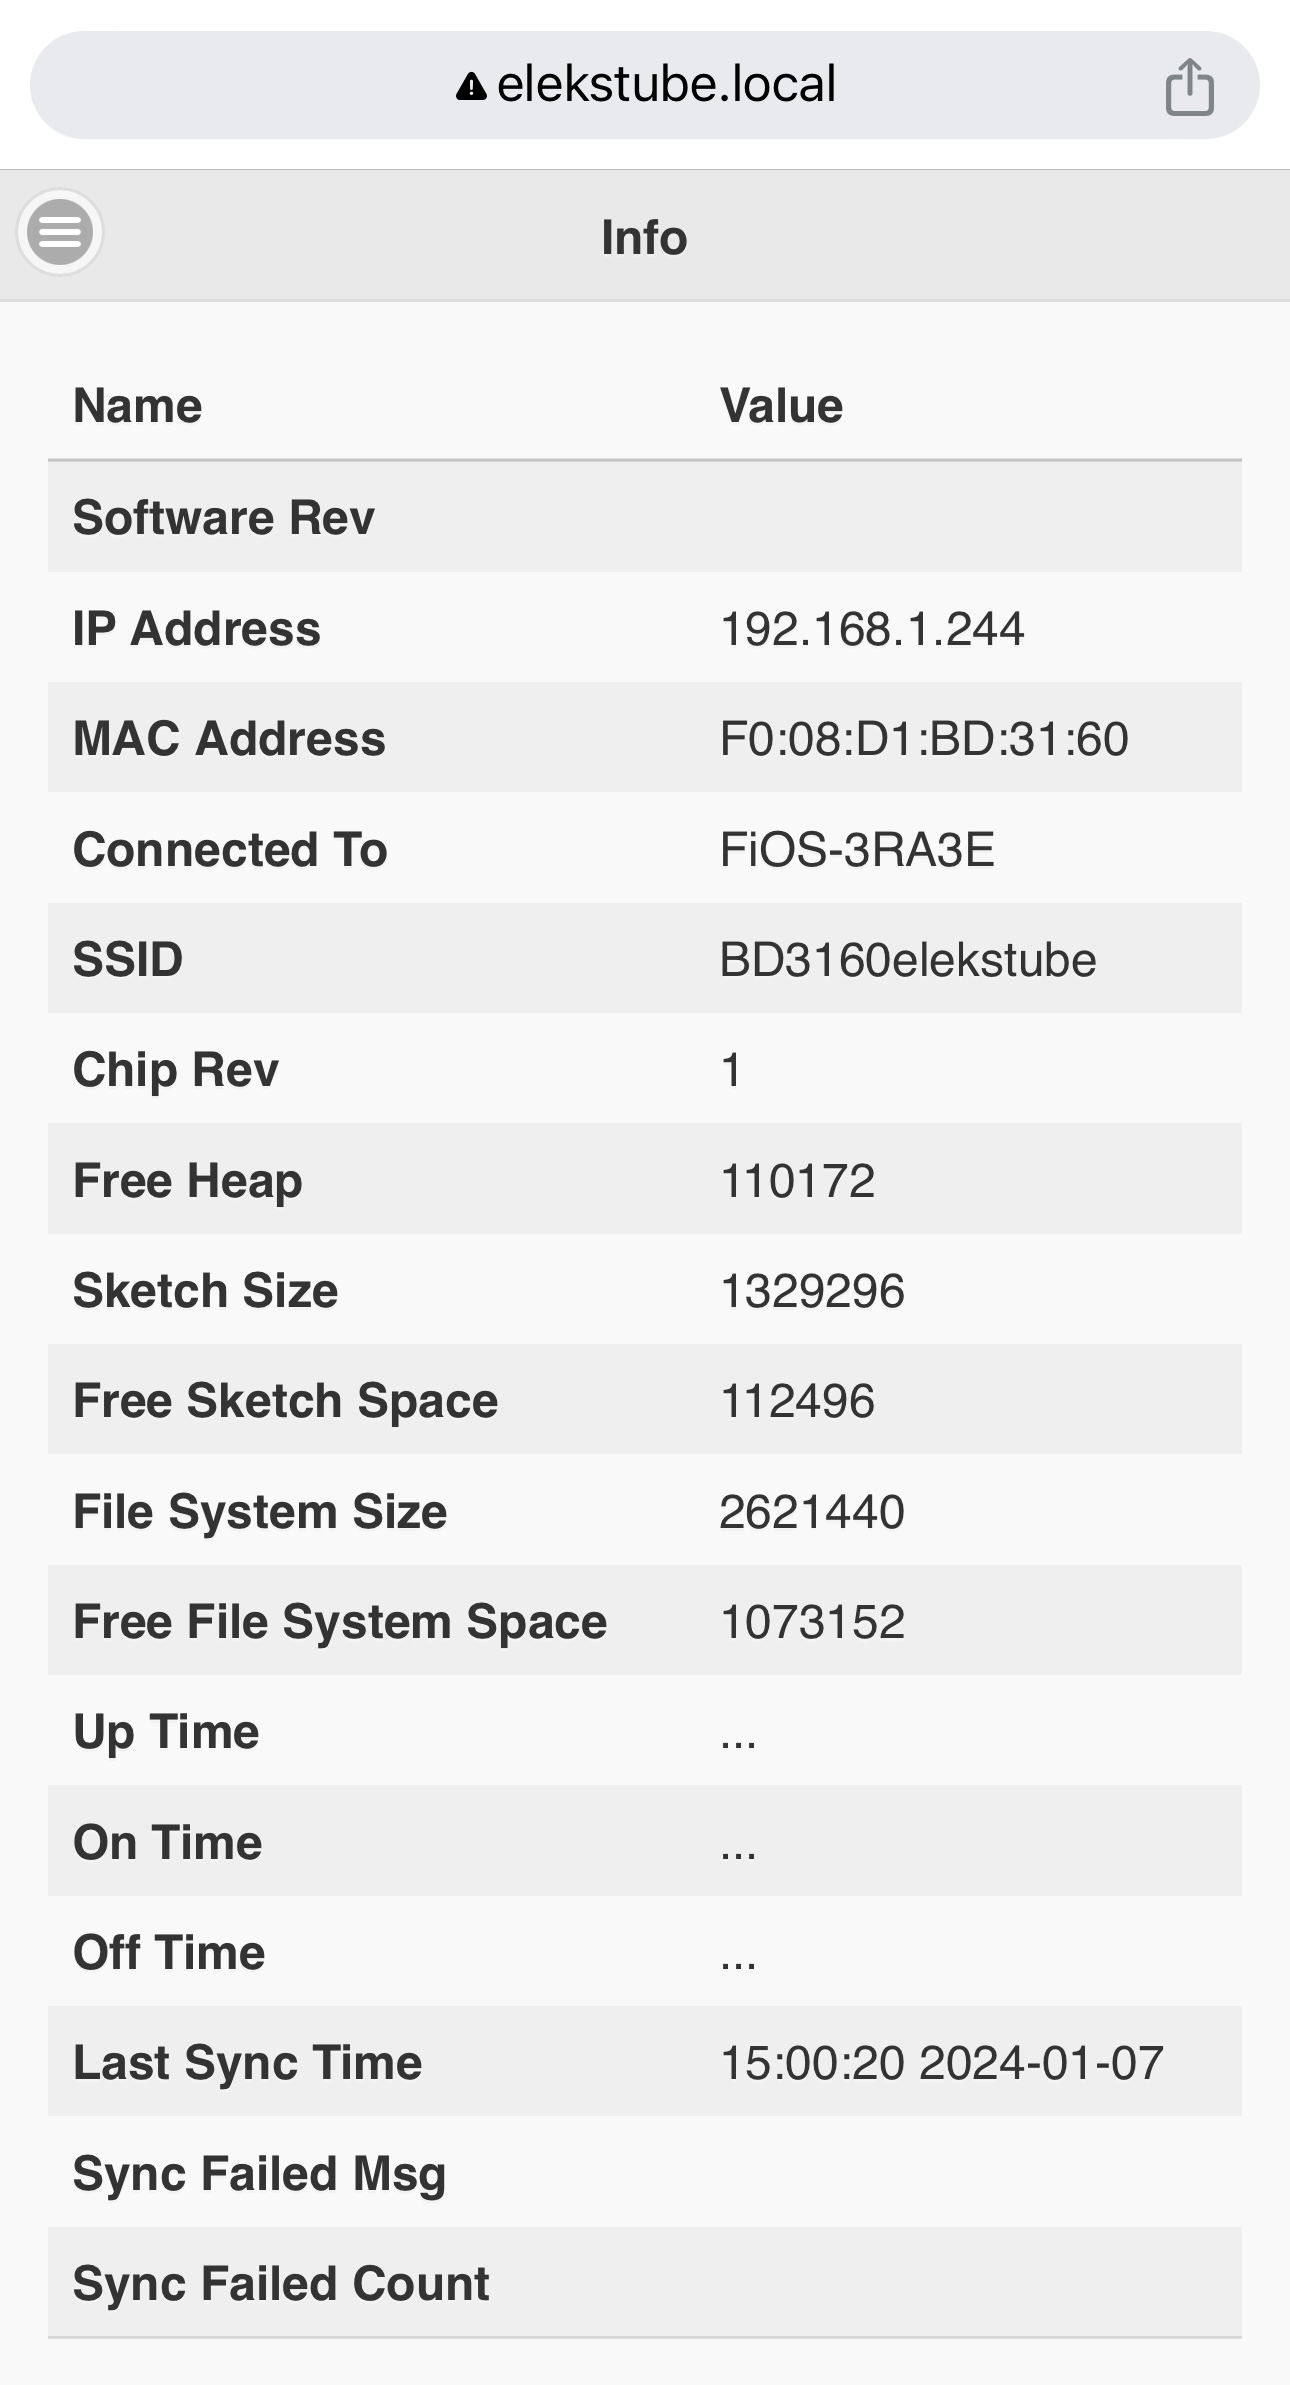 elekstube.local
Info
Name Value
Software Rev
IP Address 192.168.1.244
MAC Address F0:08:D1:BD:31:60
Connected To FiOS-3RA3E
SSID BD3160elekstube
Chip Rev 1
Free Heap 110172
Sketch Size 1329296
Free Sketch Space 112496
File System Size 2621440
Free File System Space 1073152
Up Time ...
On Time ...
Off Time ...
Last Sync Time 15:00:20 2024-01-07
Sync Failed Msg
Sync Failed Count